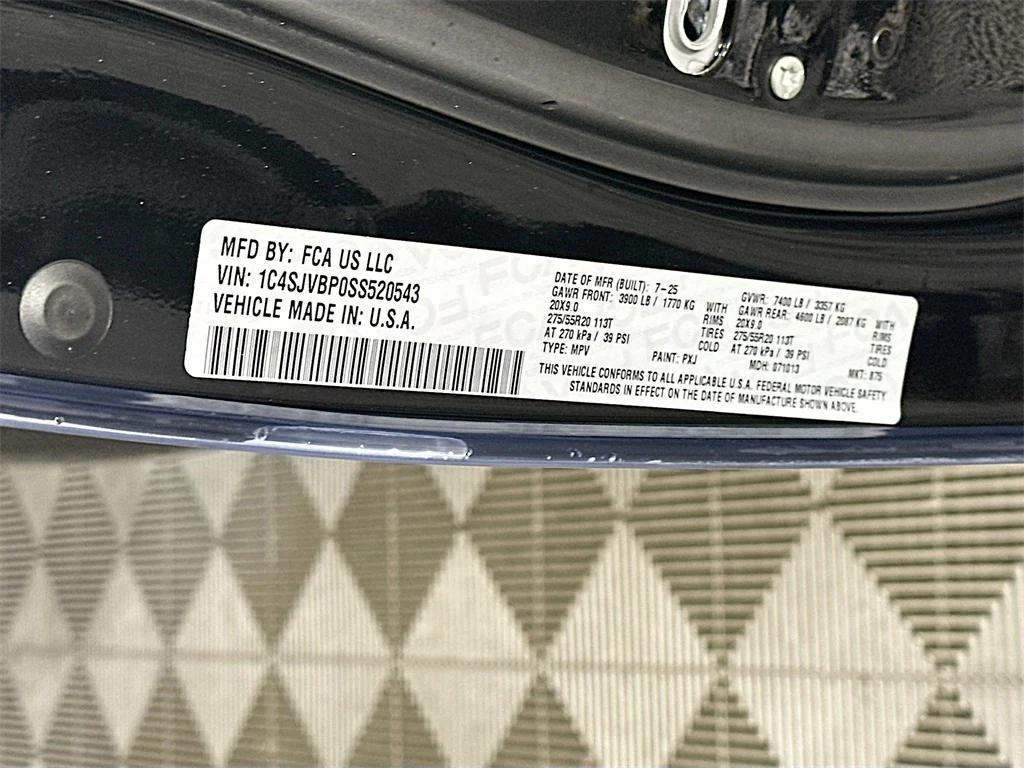 MFD BY: FCA US LLC
VIN: 1C4SJVBP0SS520543
VEHICLE MADE IN: U.S.A.
DATE OF MFR (BUILT): 7-25 GVWR: 7400 LB / 3357 KG
GAWR FRONT: 3900 LB / 1770 KG WITH GAWR REAR: 4600 LB / 2087 KG WITH
20X9.0 RIMS 20X9.0 RIMS
275/55R20 113T TIRES 275/55R20 113T TIRES
AT 270 kPa / 39 PSI COLD AT 270 kPa / 39 PSI COLD
TYPE: MPV PAINT: PXJ MDH: 071013 MKT: 875
THIS VEHICLE CONFORMS TO ALL APPLICABLE U.S.A. FEDERAL MOTOR VEHICLE SAFETY
STANDARDS IN EFFECT ON THE DATE OF MANUFACTURE SHOWN ABOVE.